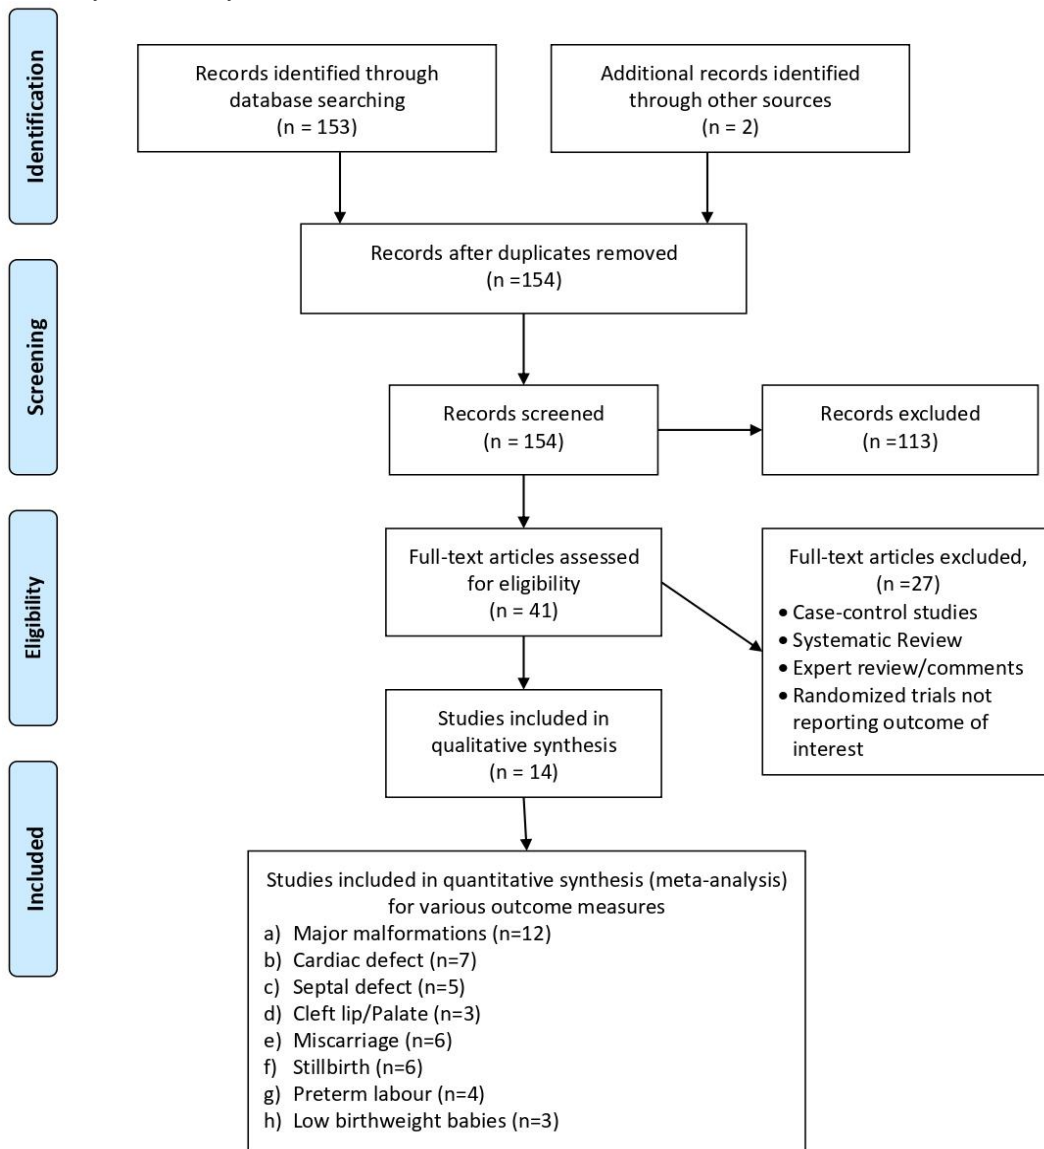 Identification
Records identified through
database searching
(n = 153)
Additional records identified
through other sources
(n = 2)
Records after duplicates removed
(n =154)
Screening
Records screened
(n = 154)
Records excluded
(n =113)
Eligibility
Full-text articles assessed
for eligibility
(n = 41)
Full-text articles excluded,
(n =27)
• Case-control studies
• Systematic Review
• Expert review/comments
• Randomized trials not
reporting outcome of
interest
Studies included in
qualitative synthesis
(n = 14)
Included
Studies included in quantitative synthesis (meta-analysis)
for various outcome measures
a) Major malformations (n=12)
b) Cardiac defect (n=7)
c) Septal defect (n=5)
d) Cleft lip/Palate (n=3)
e) Miscarriage (n=6)
f) Stillbirth (n=6)
g) Preterm labour (n=4)
h) Low birthweight babies (n=3)